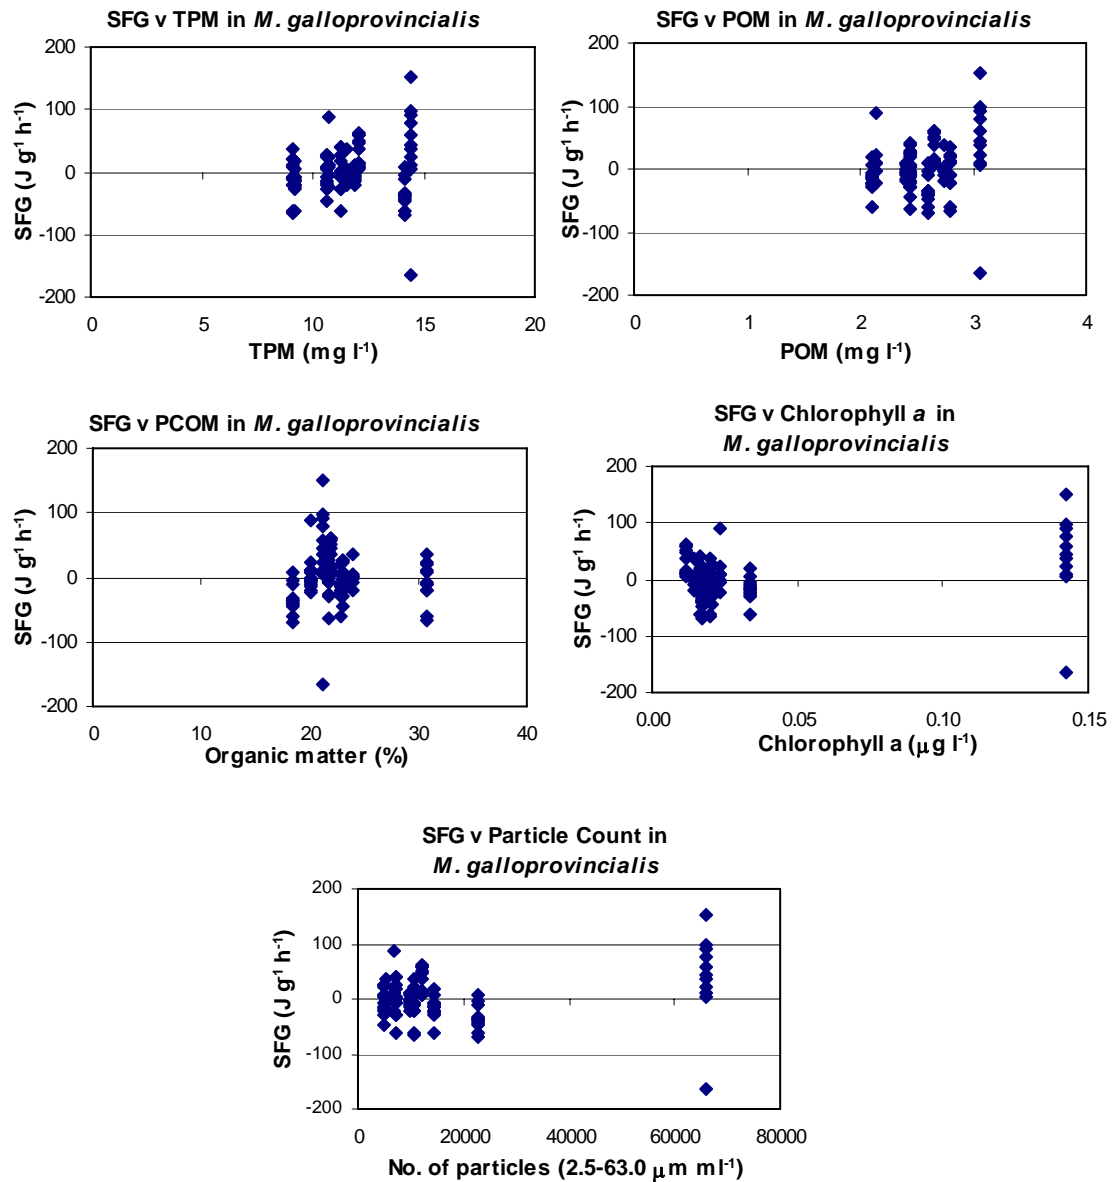 SFG v TPM in M. galloprovincialis
200
100
0
-100
-200
SFG (J g-1 h-1)
0 5 10 15 20
TPM (mg l-1)
SFG v POM in M. galloprovincialis
200
100
0
-100
-200
SFG (J g-1 h-1)
0 1 2 3 4
POM (mg l-1)
SFG v PCOM in M. galloprovincialis
200
100
0
-100
-200
SFG (J g-1 h-1)
0 10 20 30 40
Organic matter (%)
SFG v Chlorophyll a in
M. galloprovincialis
200
100
0
-100
-200
SFG (J g-1 h-1)
0.00 0.05 0.10 0.15
Chlorophyll a (μg l-1)
SFG v Particle Count in
M. galloprovincialis
200
100
0
-100
-200
SFG (J g-1 h-1)
0 20000 40000 60000 80000
No. of particles (2.5-63.0 μm ml-1)